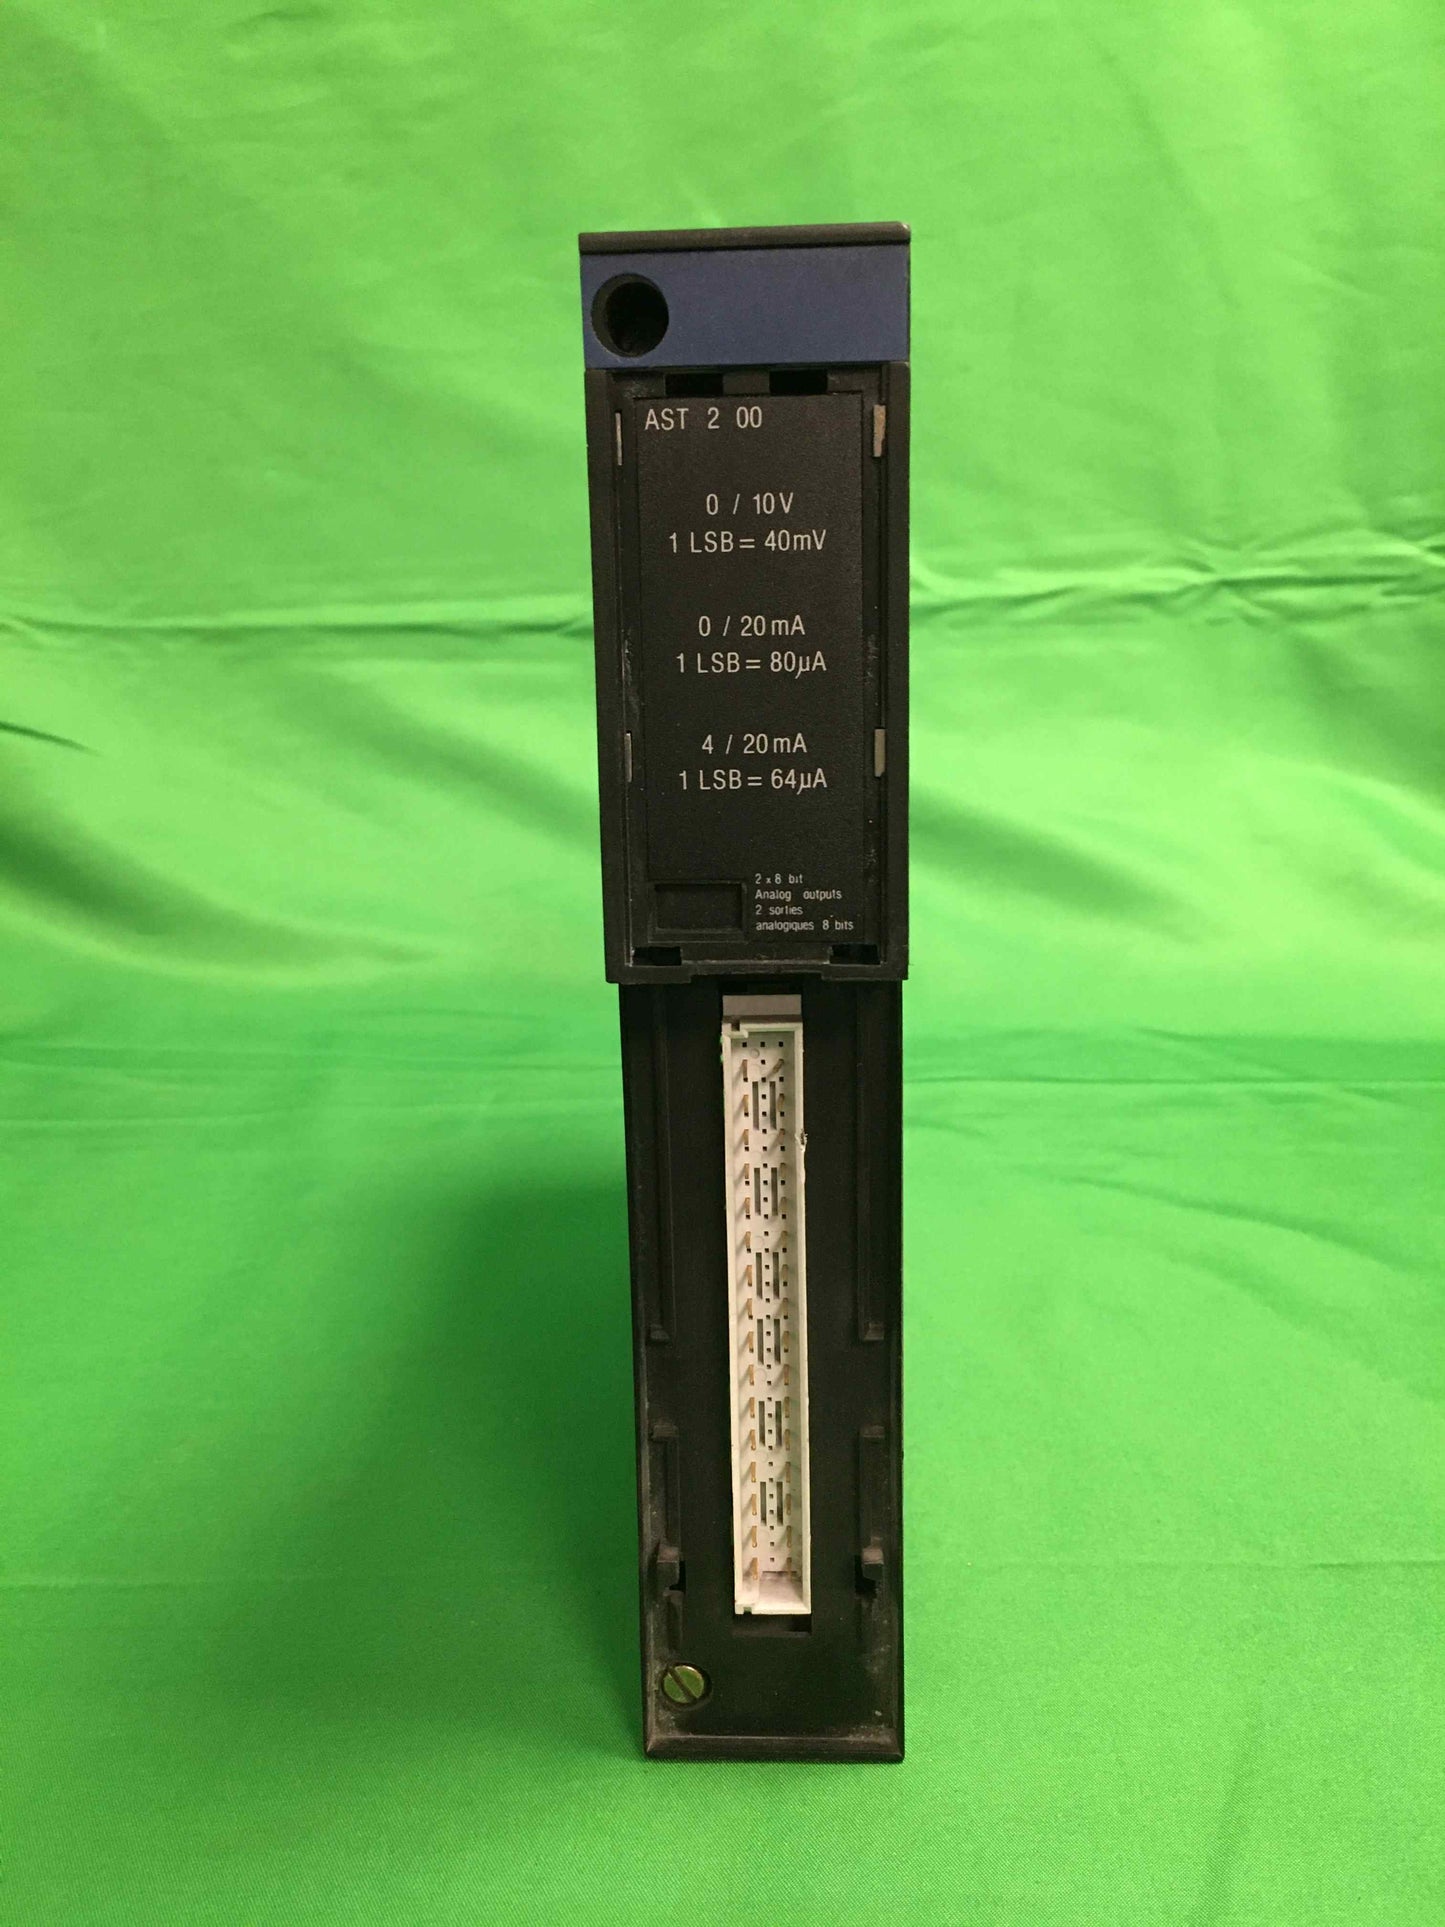 AST 2 00
0 / 10V
1 LSB = 40mV
0 / 20mA
1 LSB = 80µA
4 / 20mA
1 LSB = 64µA
2 x 8 bit
Analog outputs
2 sorties
analogiques 8 bits